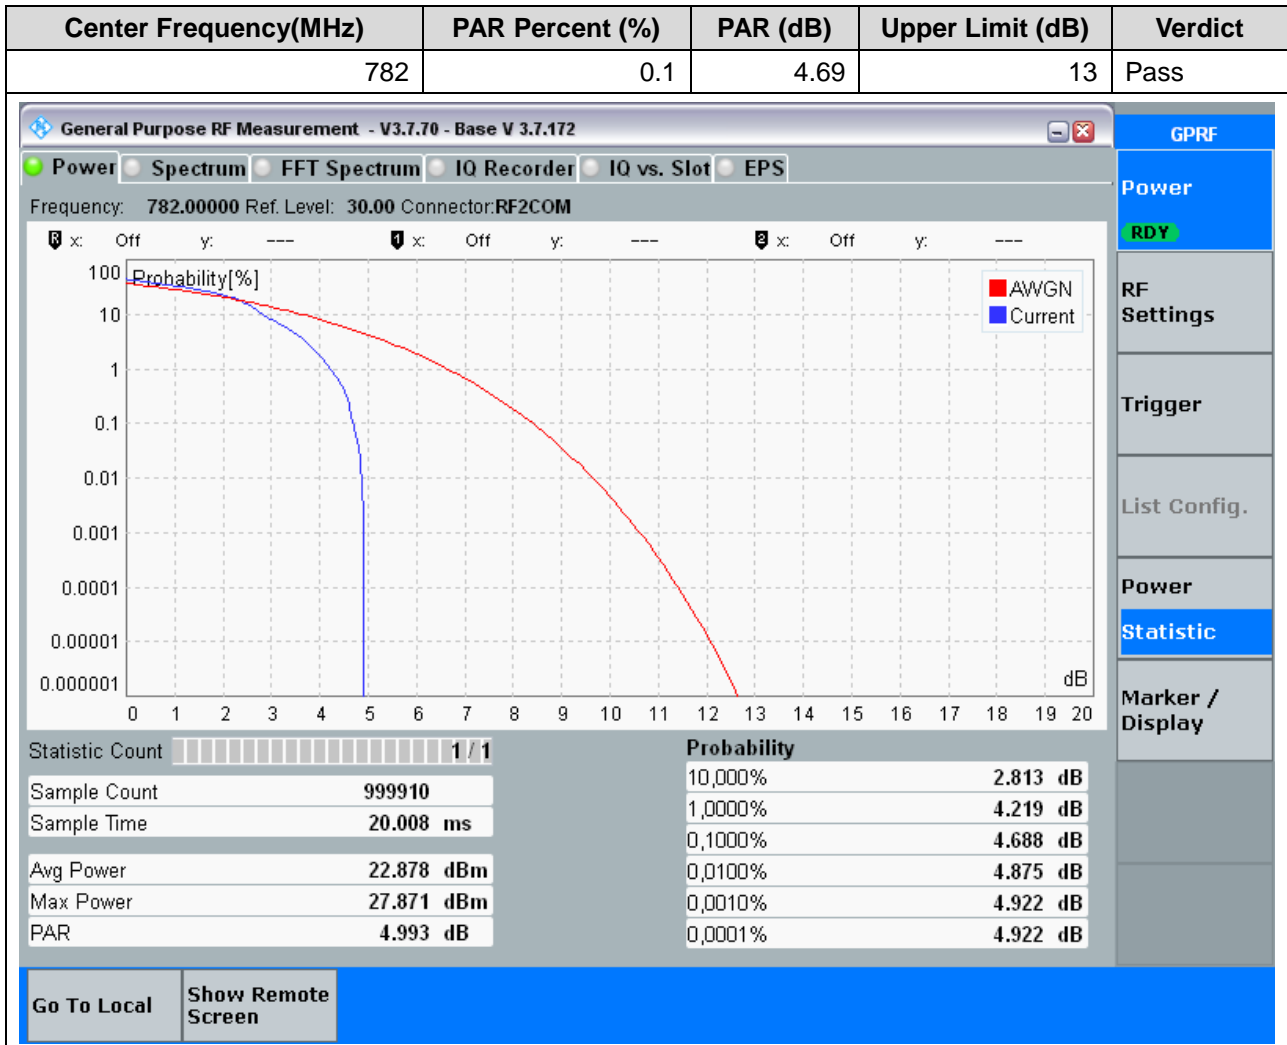 Center Frequency(MHz) PAR Percent (%) PAR (dB) Upper Limit (dB) Verdict
782 0.1 4.69 13 Pass
General Purpose RF Measurement - V3.7.70 - Base V 3.7.172
GPRF
Power Spectrum FFT Spectrum IQ Recorder IQ vs. Slot EPS
Power
RDY
Frequency: 782.00000 Ref. Level: 30.00 Connector:RF2COM
R x: Off y: --- 1 x: Off y: --- 2 x: Off y: ---
Probability[%]
AWGN
Current
100
10
1
0.1
0.01
0.001
0.0001
0.00001
0.000001
dB
0 1 2 3 4 5 6 7 8 9 10 11 12 13 14 15 16 17 18 19 20
RF
Settings
Trigger
List Config.
Power
Statistic
Marker /
Display
Statistic Count 1 / 1
Sample Count 999910
Sample Time 20.008 ms
Avg Power 22.878 dBm
Max Power 27.871 dBm
PAR 4.993 dB
Probability
10,000% 2.813 dB
1,0000% 4.219 dB
0,1000% 4.688 dB
0,0100% 4.875 dB
0,0010% 4.922 dB
0,0001% 4.922 dB
Go To Local
Show Remote
Screen